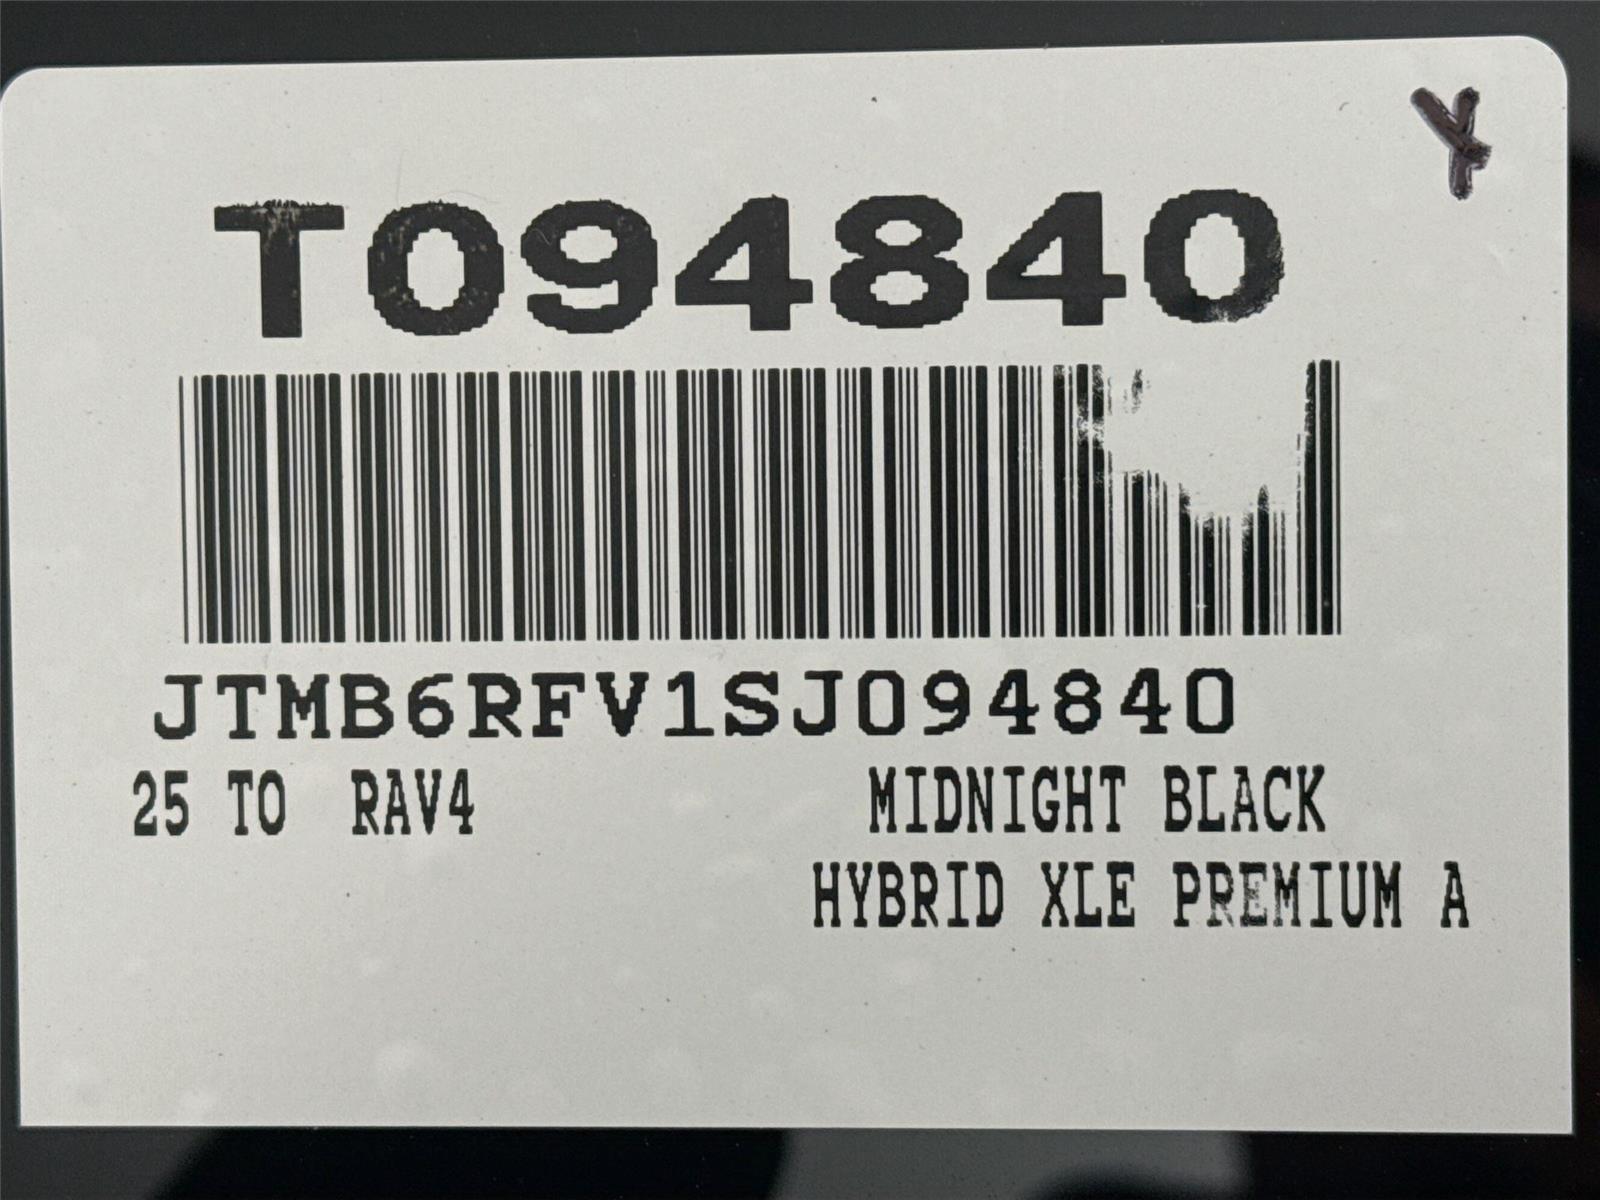 T094840
JTMB6RFV1SJ094840
25 TO RAV4 MIDNIGHT BLACK
HYBRID XLE PREMIUM A